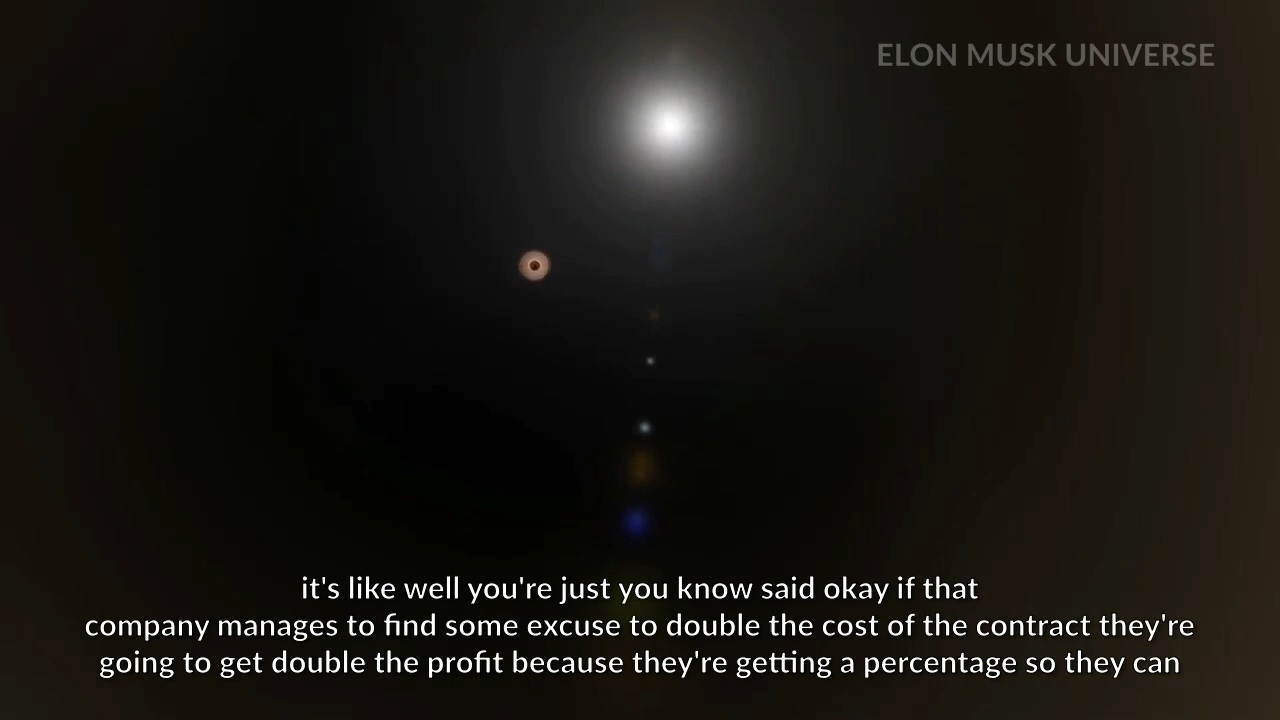 ELON MUSK UNIVERSE
it's like well you're just you know said okay if that
company manages to find some excuse to double the cost of the contract they're
going to get double the profit because they're getting a percentage so they can